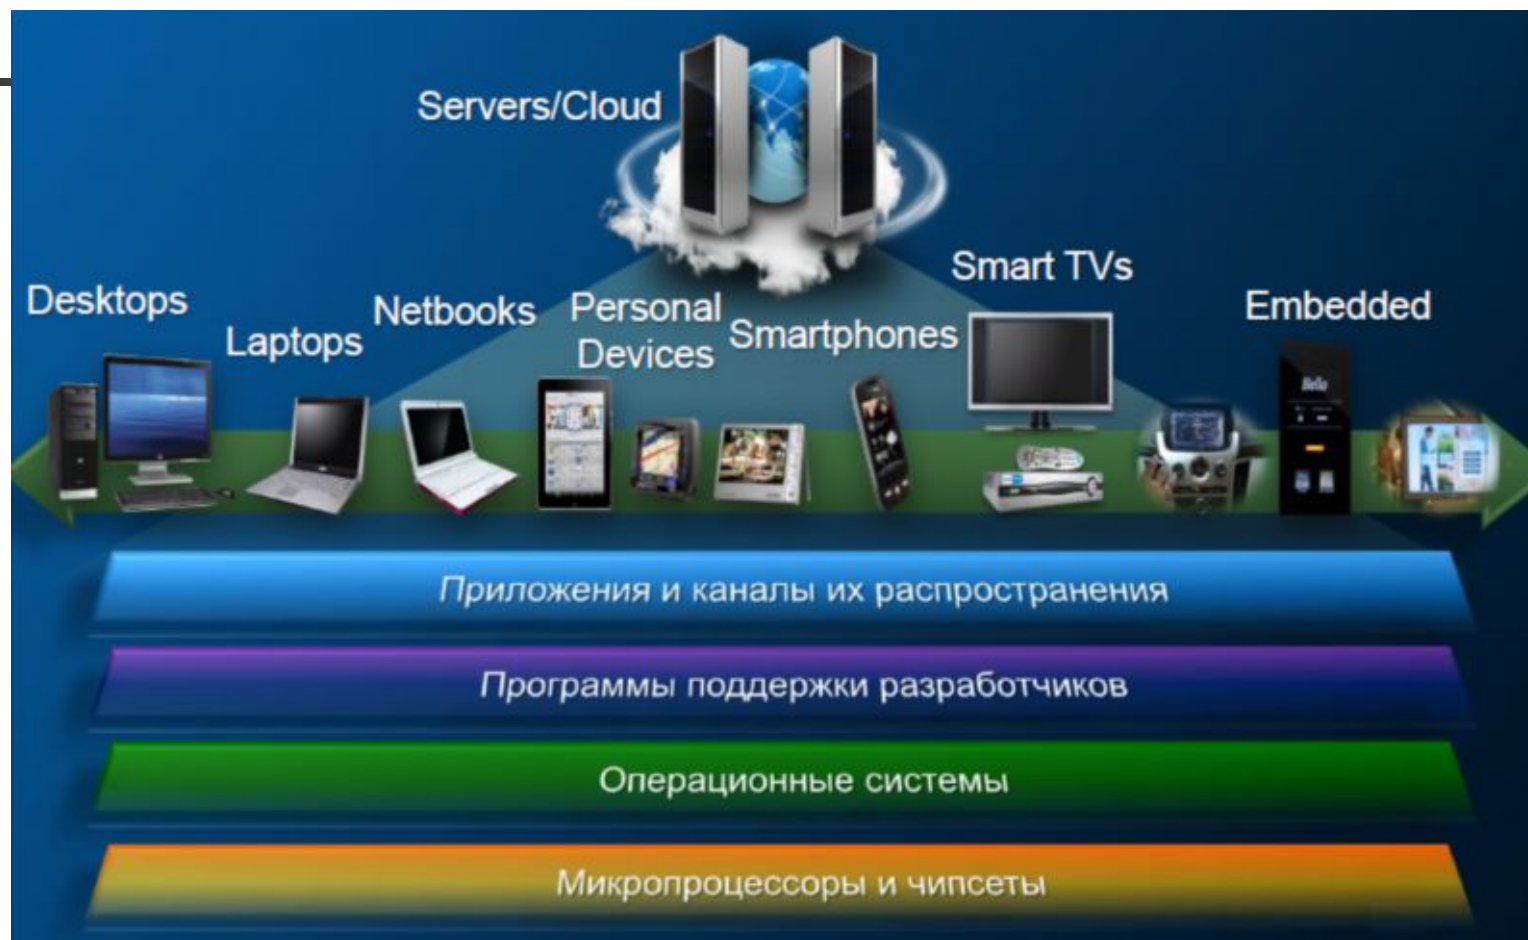 Servers/Cloud
Smart TVs
Desktops
Laptops
Netbooks
Personal
Devices
Smartphones
Embedded
Hello
Приложения и каналы их распространения
Программы поддержки разработчиков
Операционные системы
Микропроцессоры и чипсеты